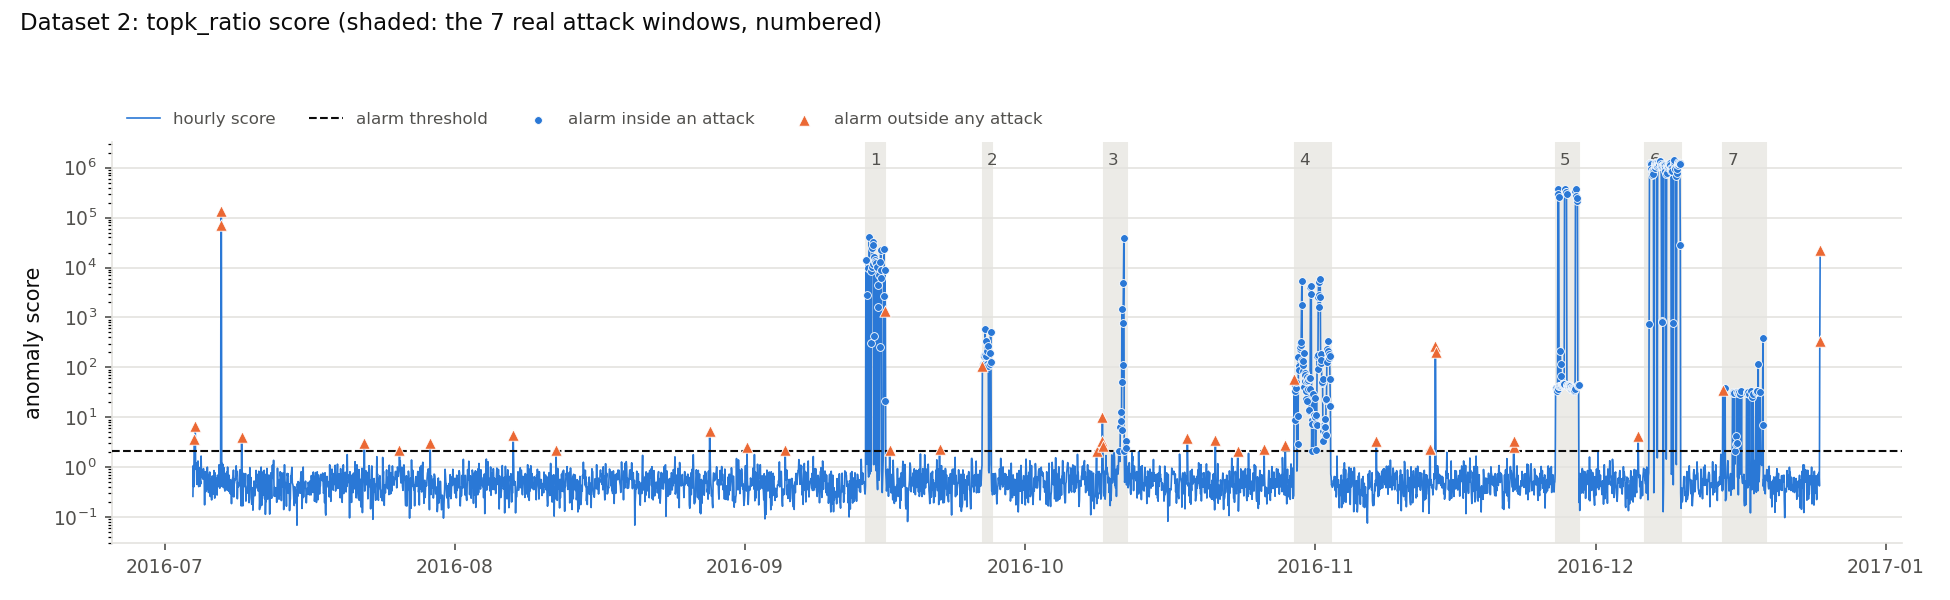 Dataset 2: topk_ratio score (shaded: the 7 real attack windows, numbered)
hourly score alarm threshold alarm inside an attack alarm outside any attack
1 2 3 4 5 6 7
10^6
10^5
10^4
10^3
10^2
10^1
10^0
10^-1
anomaly score
2016-07 2016-08 2016-09 2016-10 2016-11 2016-12 2017-01